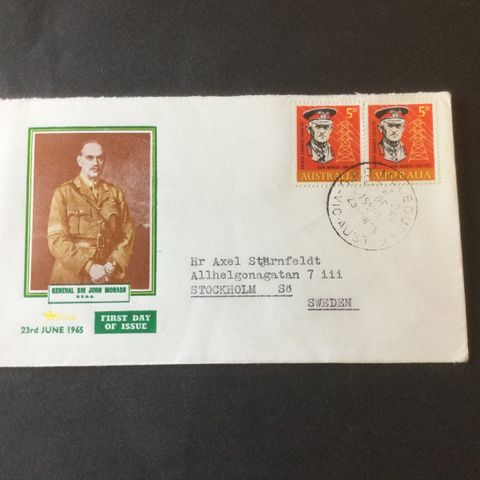 5D
5D
AUSTRALIA
AUSTRALIA
Hr Axel Stärnfeldt
Allhelgonagatan 7 iii
STOCKHOLM Sö
SWEDEN
GENERAL SIR JOHN MONASH
23rd JUNE 1965
FIRST DAY
OF ISSUE